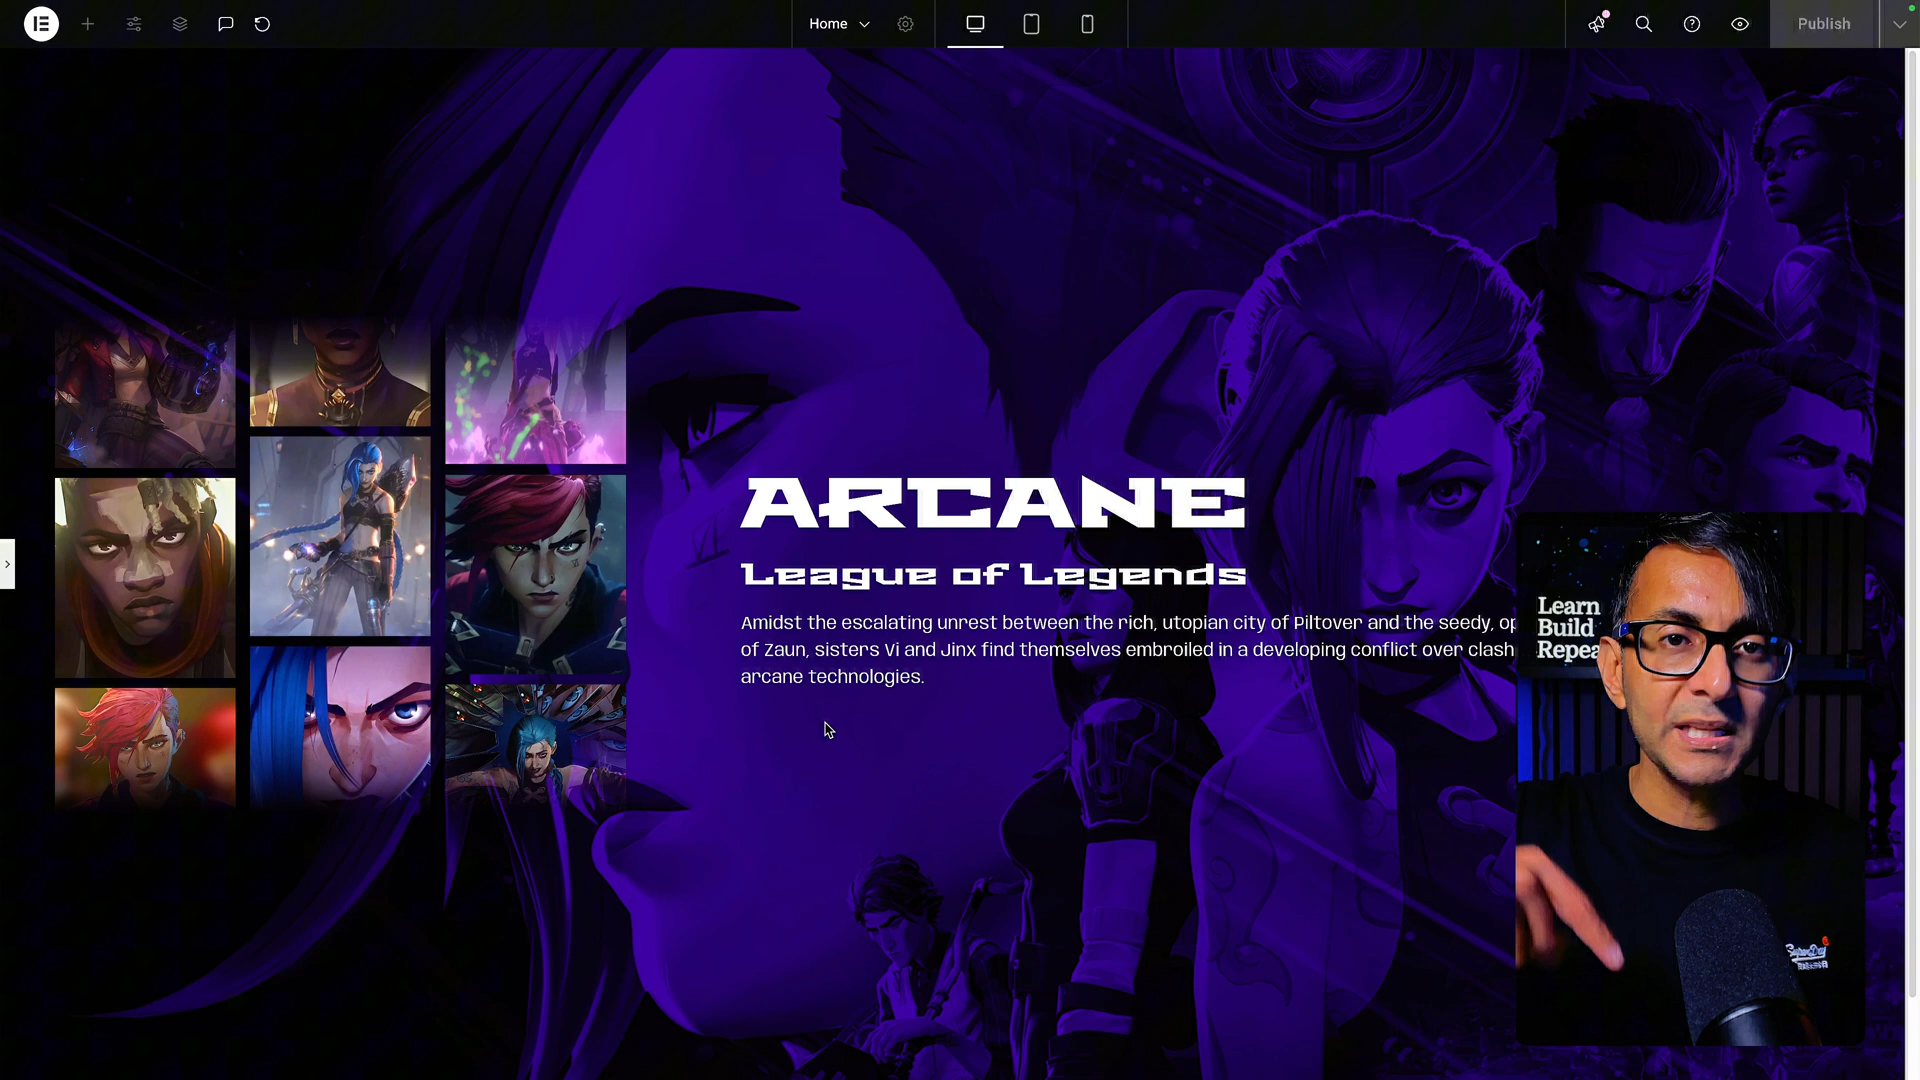 Home
Publish
ARCANE
League of Legends
Amidst the escalating unrest between the rich, utopian city of Piltover and the seedy, op
of Zaun, sisters Vi and Jinx find themselves embroiled in a developing conflict over clash
arcane technologies.
Learn
Build
Repea